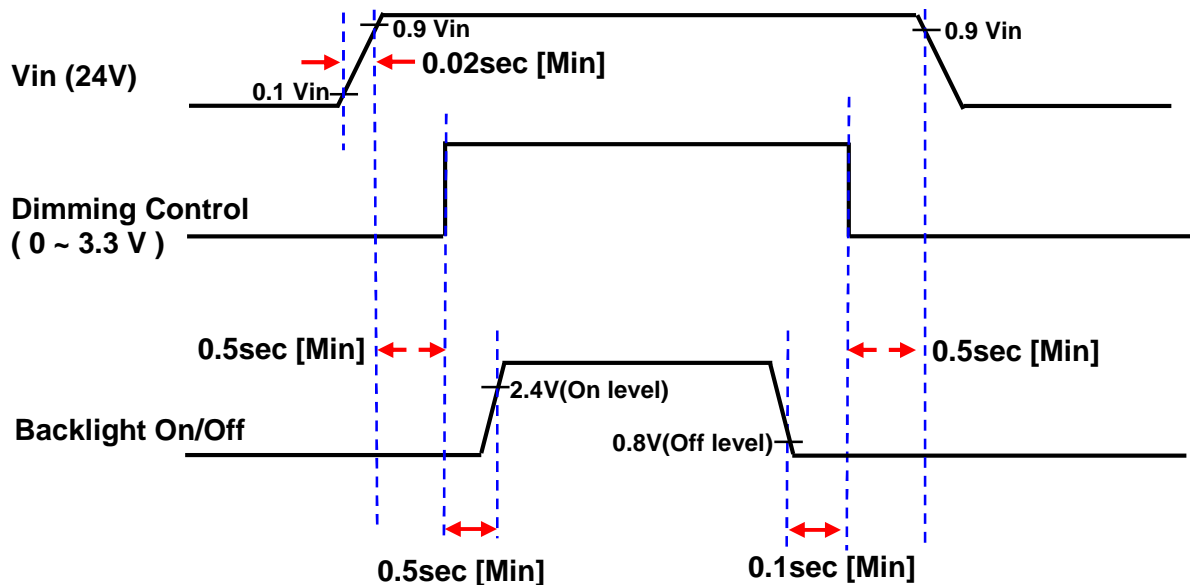 0.9 Vin
0.9 Vin
0.02sec [Min]
Vin (24V)
0.1 Vin
Dimming Control
( 0 ~ 3.3 V )
0.5sec [Min]
0.5sec [Min]
2.4V(On level)
Backlight On/Off
0.8V(Off level)
0.5sec [Min]
0.1sec [Min]